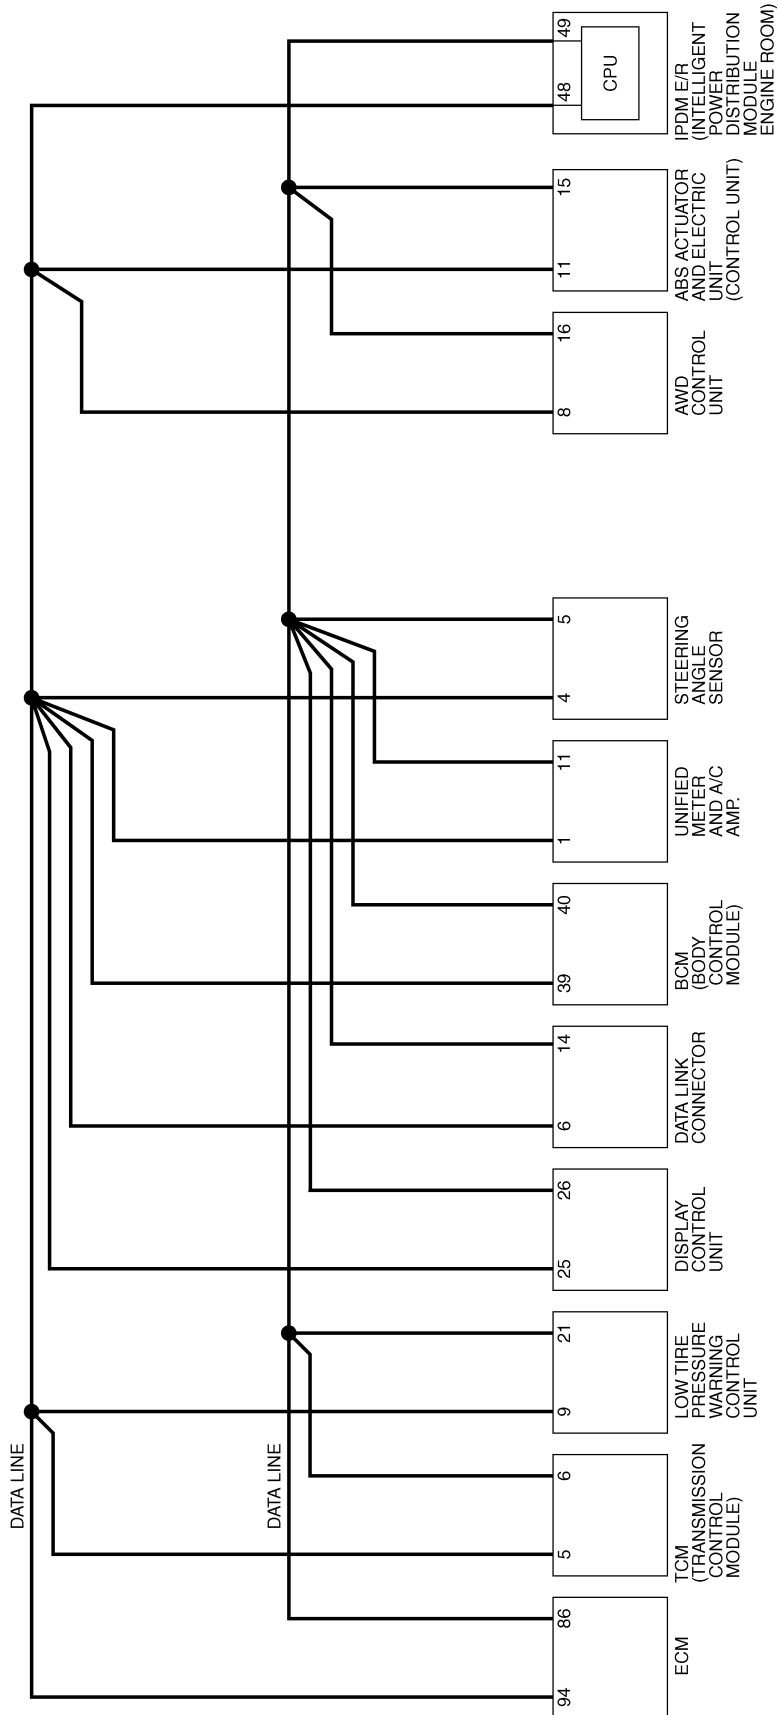 DATA LINE
DATA LINE
94
86
ECM
5
6
TCM
(TRANSMISSION
CONTROL
MODULE)
9
21
LOW TIRE
PRESSURE
WARNING
CONTROL
UNIT
25
26
DISPLAY
CONTROL
UNIT
6
14
DATA LINK
CONNECTOR
39
40
BCM
(BODY
CONTROL
MODULE)
1
11
UNIFIED
METER
AND A/C
AMP.
4
5
STEERING
ANGLE
SENSOR
8
16
AWD
CONTROL
UNIT
11
15
ABS ACTUATOR
AND ELECTRIC
UNIT
(CONTROL UNIT)
48
49
CPU
IPDM E/R
(INTELLIGENT
POWER
DISTRIBUTION
MODULE
ENGINE ROOM)